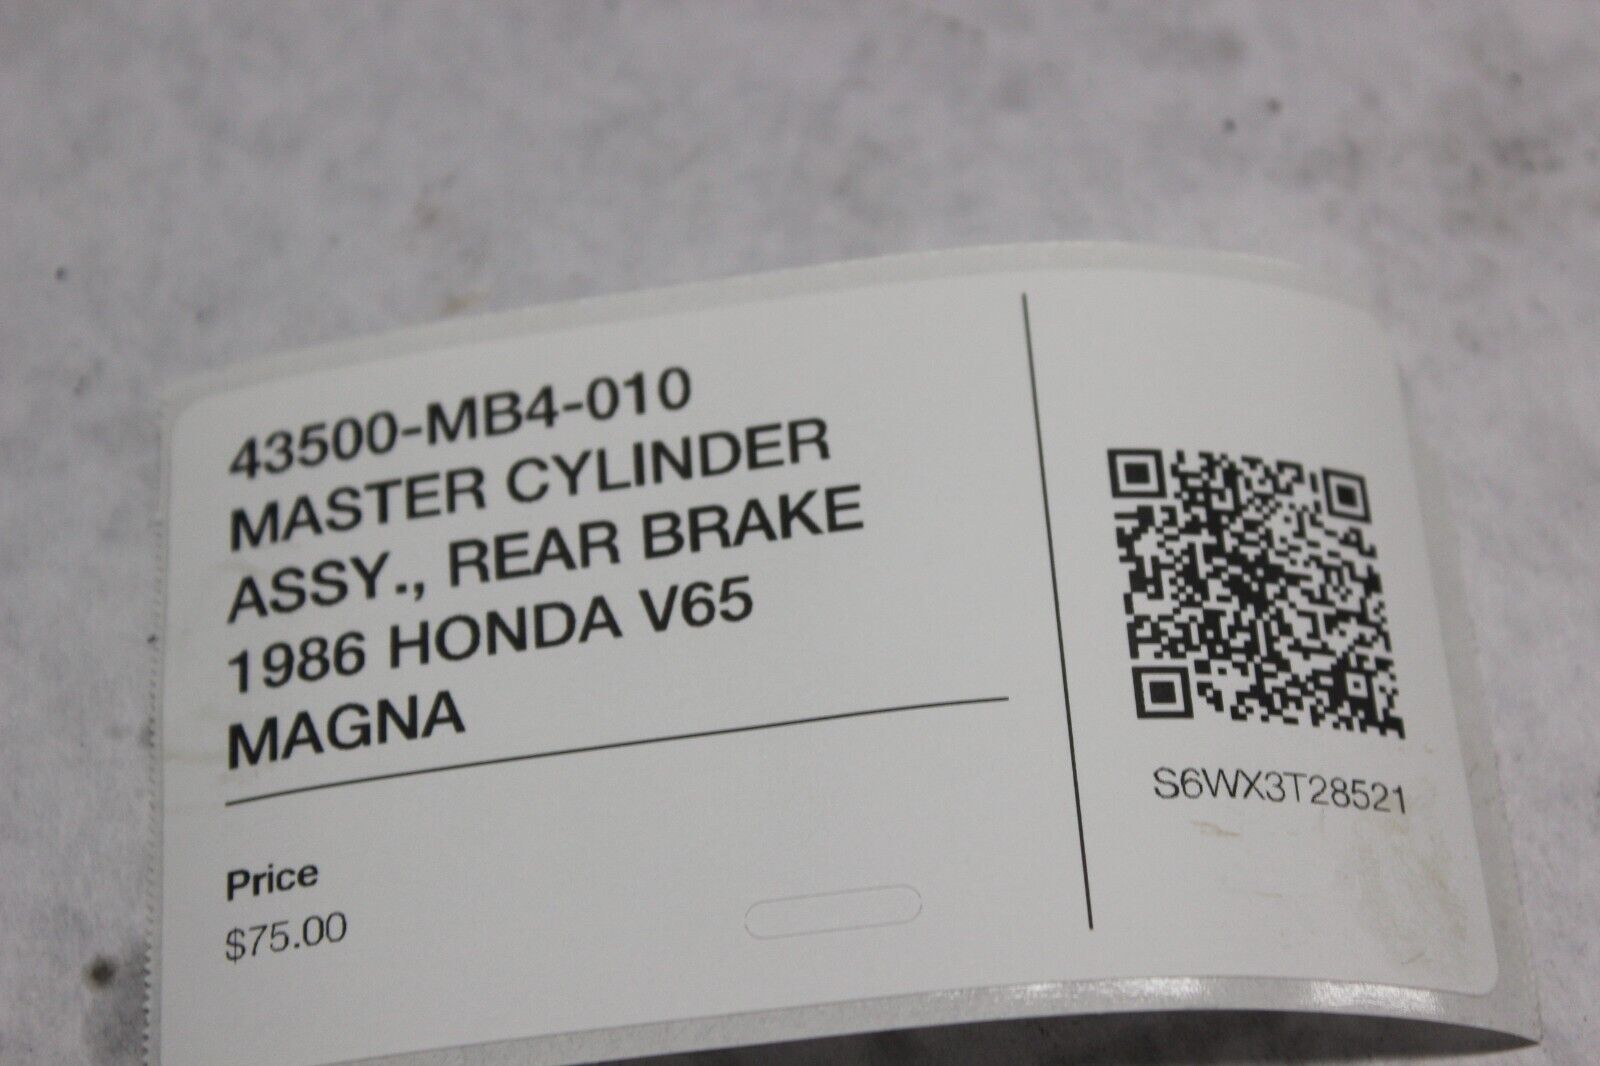 43500-MB4-010
MASTER CYLINDER
ASSY., REAR BRAKE
1986 HONDA V65
MAGNA
Price
$75.00
S6WX3T28521